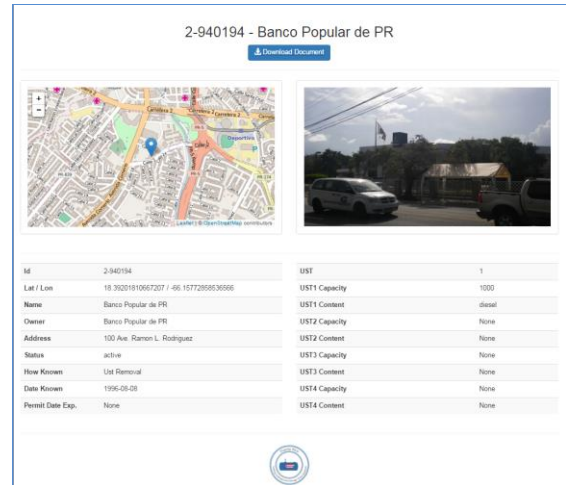 2-940194 - Banco Popular de PR
Download Document
+
−
Carretera 2
Carretera 2
Leaflet | © OpenStreetMap contributors
Id 2-940194
Lat / Lon 18.39201810667207 / -66.15772858536566
Name Banco Popular de PR
Owner Banco Popular de PR
Address 100 Ave. Ramon L. Rodriguez
Status active
How Known Ust Removal
Date Known 1996-08-08
Permit Date Exp. None
UST 1
UST1 Capacity 1000
UST1 Content diesel
UST2 Capacity None
UST2 Content None
UST3 Capacity None
UST3 Content None
UST4 Capacity None
UST4 Content None